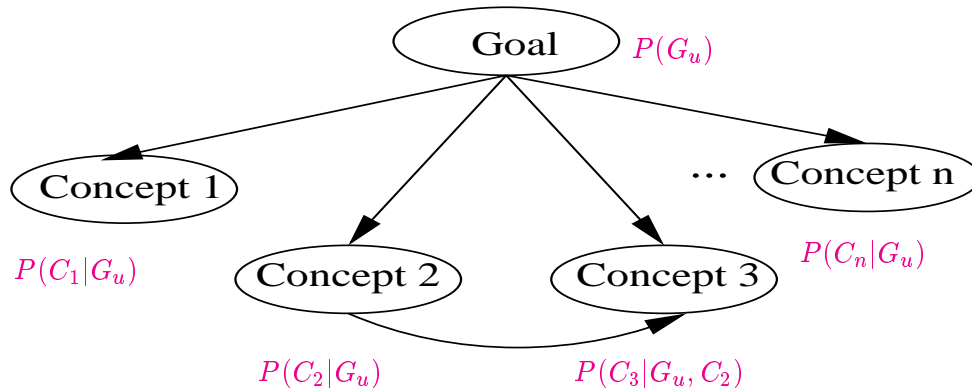 Goal
P(G_u)
Concept 1
...
Concept n
P(C_1|G_u)
P(C_n|G_u)
Concept 2
Concept 3
P(C_2|G_u)
P(C_3|G_u, C_2)